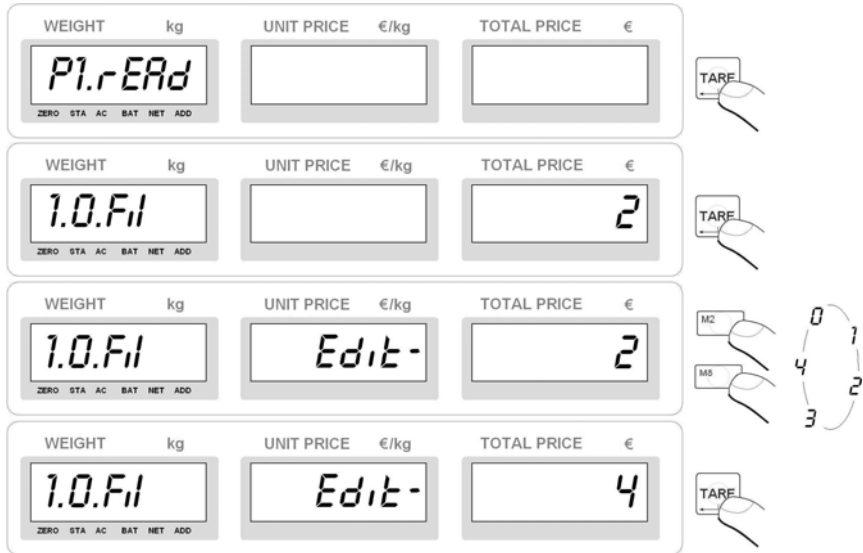 WEIGHT kg UNIT PRICE €/kg TOTAL PRICE €
P1.rEAd
TARE
ZERO STA AC BAT NET ADD
WEIGHT kg UNIT PRICE €/kg TOTAL PRICE €
1.0.Fil 2
TARE
ZERO STA AC BAT NET ADD
WEIGHT kg UNIT PRICE €/kg TOTAL PRICE €
M2
0
1
1.0.Fil Edit- 2
4
M8
2
3
ZERO STA AC BAT NET ADD
WEIGHT kg UNIT PRICE €/kg TOTAL PRICE €
1.0.Fil Edit- 4
TARE
ZERO STA AC BAT NET ADD